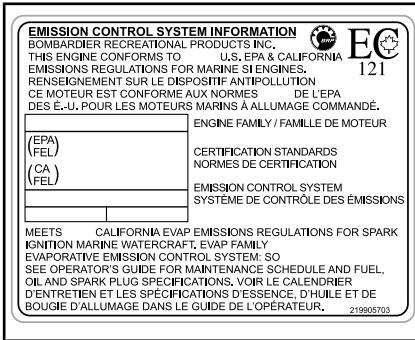 EMISSION CONTROL SYSTEM INFORMATION
BOMBARDIER RECREATIONAL PRODUCTS INC.
THIS ENGINE CONFORMS TO U.S. EPA & CALIFORNIA
EMISSIONS REGULATIONS FOR MARINE SI ENGINES.
RENSEIGNEMENT SUR LE DISPOSITIF ANTIPOLLUTION
CE MOTEUR EST CONFORME AUX NORMES DE L'EPA
DES É.-U. POUR LES MOTEURS MARINS À ALLUMAGE COMMANDÉ.
EC
121
ENGINE FAMILY / FAMILLE DE MOTEUR
(EPA FEL)
CERTIFICATION STANDARDS
NORMES DE CERTIFICATION
(CA FEL)
EMISSION CONTROL SYSTEM
SYSTÈME DE CONTRÔLE DES ÉMISSIONS
MEETS CALIFORNIA EVAP EMISSIONS REGULATIONS FOR SPARK
IGNITION MARINE WATERCRAFT. EVAP FAMILY
EVAPORATIVE EMISSION CONTROL SYSTEM: SO
SEE OPERATOR'S GUIDE FOR MAINTENANCE SCHEDULE AND FUEL,
OIL AND SPARK PLUG SPECIFICATIONS. VOIR LE CALENDRIER
D'ENTRETIEN ET LES SPÉCIFICATIONS D'ESSENCE, D'HUILE ET DE
BOUGIE D'ALLUMAGE DANS LE GUIDE DE L'OPÉRATEUR.
219905703